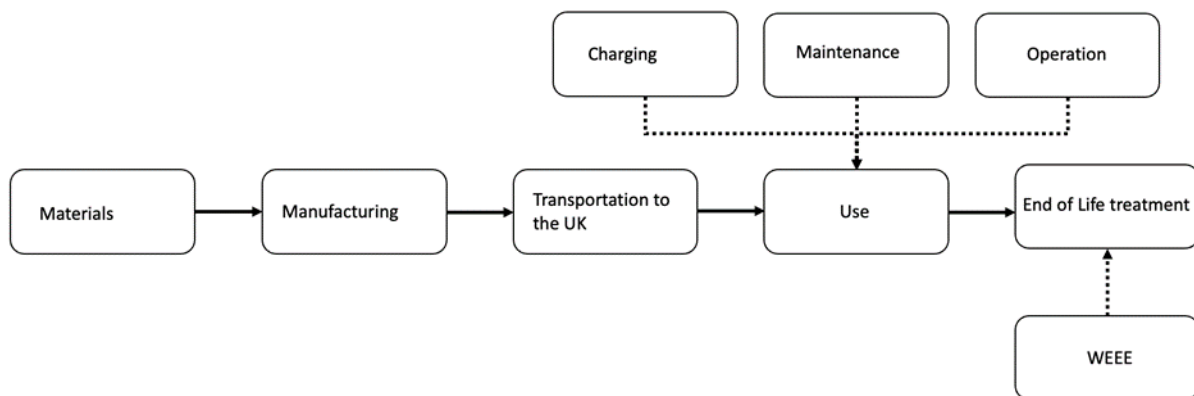 Charging
Maintenance
Operation
Materials
Manufacturing
Transportation to
the UK
Use
End of Life treatment
WEEE